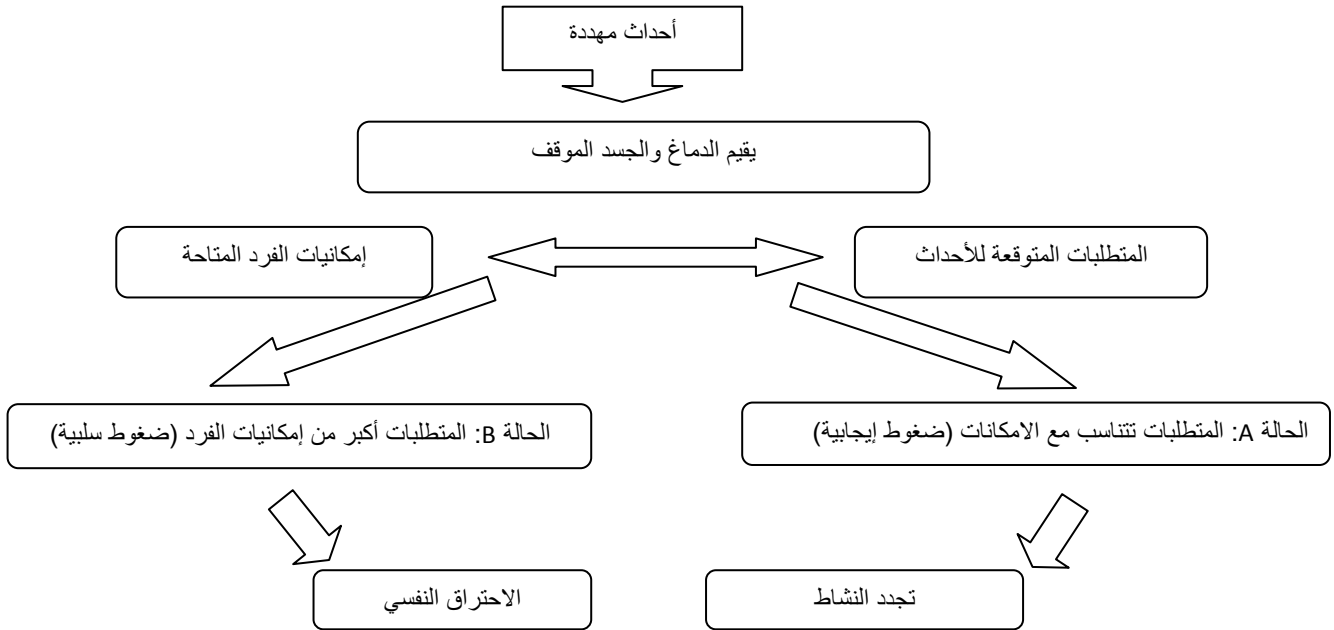 أحداث مهددة
يقيم الدماغ والجسد الموقف
المتطلبات المتوقعة للأحداث
إمكانيات الفرد المتاحة
الحالة A: المتطلبات تتناسب مع الامكانات (ضغوط إيجابية)
الحالة B: المتطلبات أكبر من إمكانيات الفرد (ضغوط سلبية)
تجدد النشاط
الاحتراق النفسي